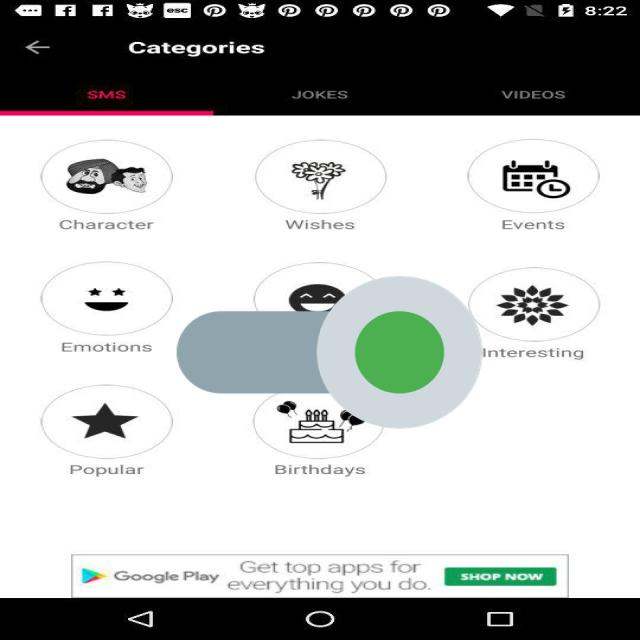 esc 8:22
Categories
SMS JOKES VIDEOS
Character Wishes Events
Emotions Interesting
Popular Birthdays
Google Play Get top apps for everything you do. SHOP NOW